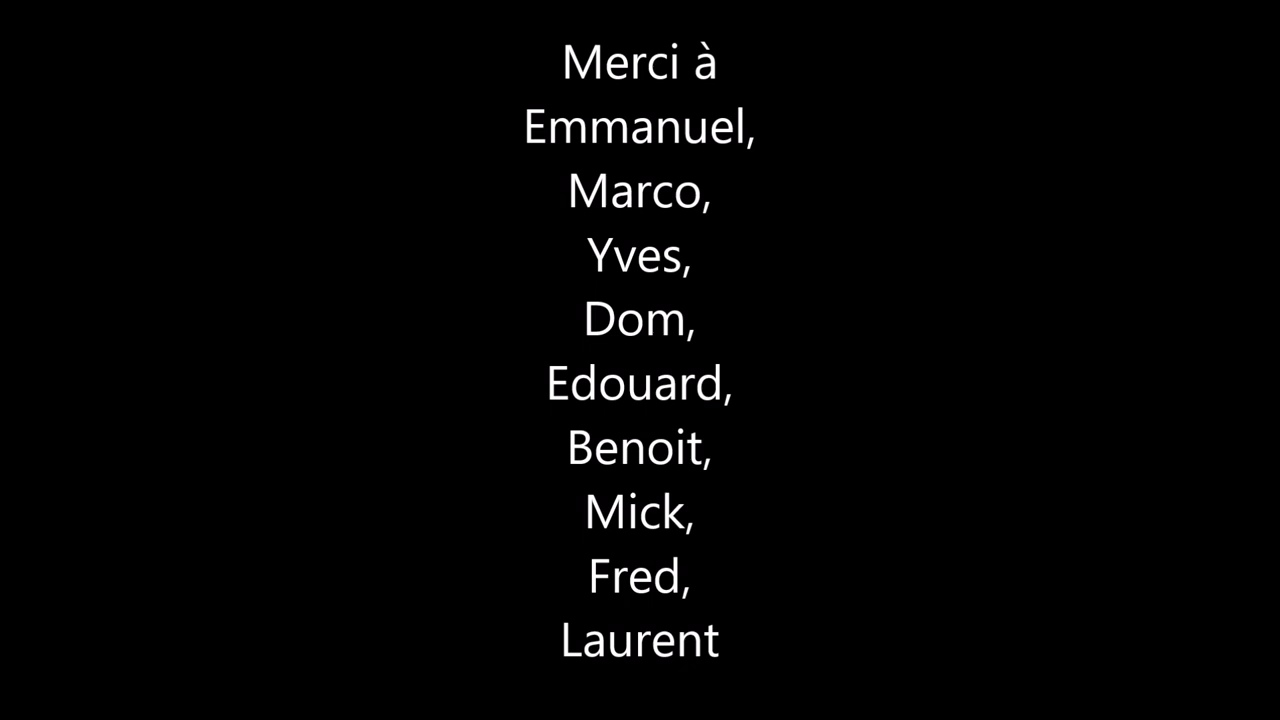 Merci à
Emmanuel,
Marco,
Yves,
Dom,
Edouard,
Benoit,
Mick,
Fred,
Laurent